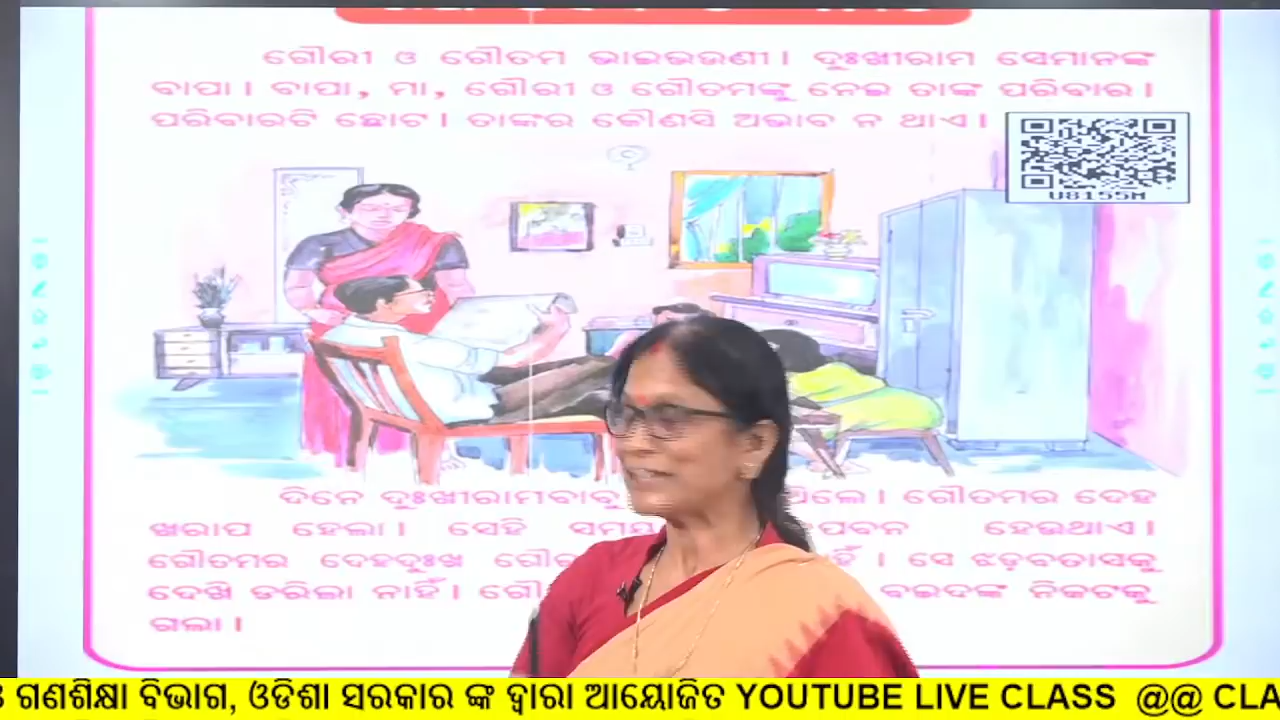 ଗୌରୀ ଓ ଗୌତମ ଭାଇଭଉଣୀ। ଦୁଃଖୀରାମ ସେମାନଙ୍କ
ବାପା। ବାପା, ମା, ଗୌରୀ ଓ ଗୌତମଙ୍କୁ ନେଇ ତାଙ୍କ ପରିବାର।
ପରିବାରଟି ଛୋଟ। ତାଙ୍କର କୌଣସି ଅଭାବ ନ ଥାଏ।
U8155H
ଦିନେ ଦୁଃଖୀରାମବାବୁ ଥିଲେ। ଗୌତମର ଦେହ
ଖରାପ ହେଲା। ସେହି ସମୟ ପବନ ହେଉଥାଏ।
ଗୌତମର ଦେହଦୁଃଖ ନାହିଁ। ସେ ଝଡ଼ବତାସକୁ
ଦେଖି ଡରିଲା ନାହିଁ। ବଇଦଙ୍କ ନିକଟକୁ
ଗଲା।
ଗଣଶିକ୍ଷା ବିଭାଗ, ଓଡିଶା ସରକାର ଙ୍କ ଦ୍ୱାରା ଆୟୋଜିତ YOUTUBE LIVE CLASS @@ CLA